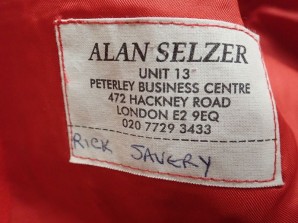 ALAN SELZER
UNIT 13
PETERLEY BUSINESS CENTRE
472 HACKNEY ROAD
LONDON E2 9EQ
020 7729 3433
RICK SAVERY